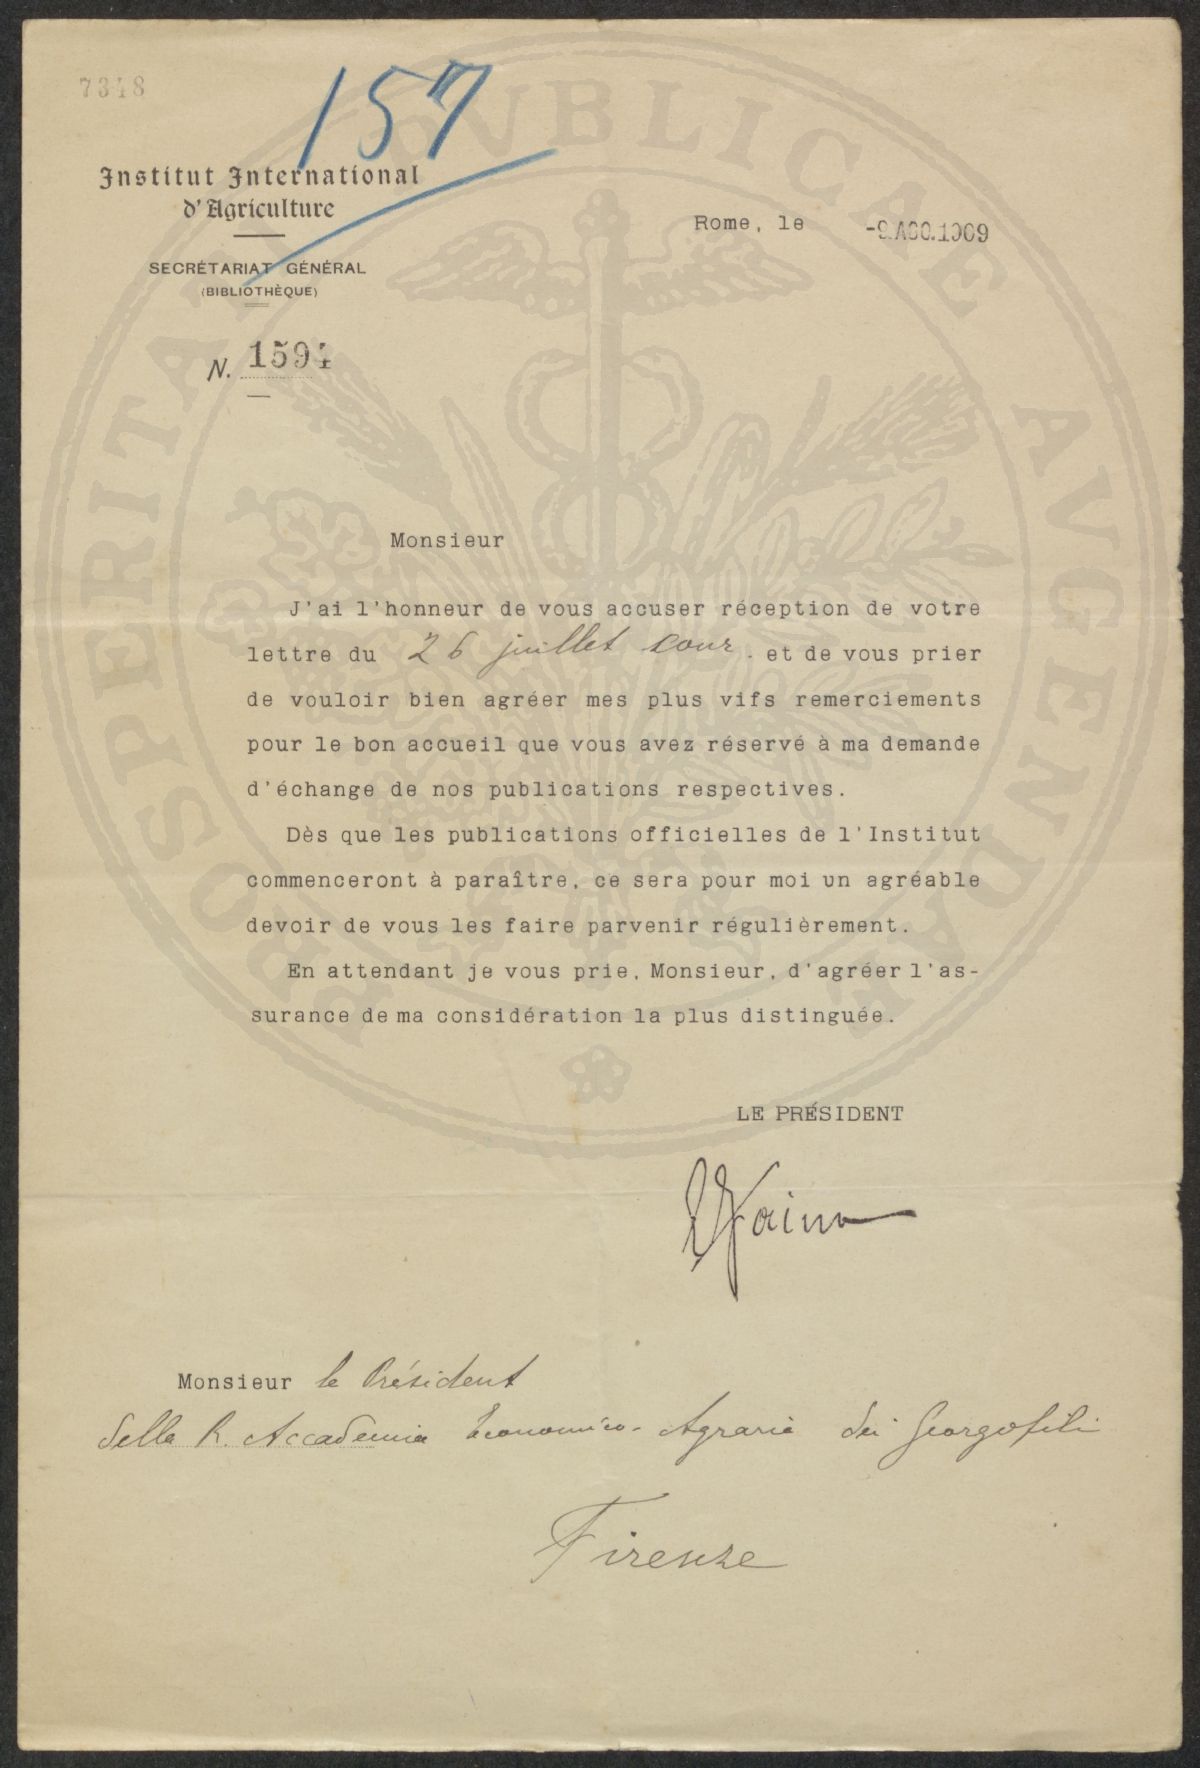 7348
157
Institut International
d'Agriculture
SECRÉTARIAT GÉNÉRAL
(BIBLIOTHÈQUE)
N. 1594
Rome, le -9.AGO.1909
PROSPERITATI PVBLICAE AVGENDAE
Monsieur
J'ai l'honneur de vous accuser réception de votre
lettre du 26 juillet cour. et de vous prier
de vouloir bien agréer mes plus vifs remerciements
pour le bon accueil que vous avez réservé à ma demande
d'échange de nos publications respectives.
Dès que les publications officielles de l'Institut
commenceront à paraître, ce sera pour moi un agréable
devoir de vous les faire parvenir régulièrement.
En attendant je vous prie, Monsieur, d'agréer l'as-
surance de ma considération la plus distinguée.
LE PRÉSIDENT
Faina
Monsieur le Président
della R. Accademia Economico-Agraria dei Georgofili
Firenze